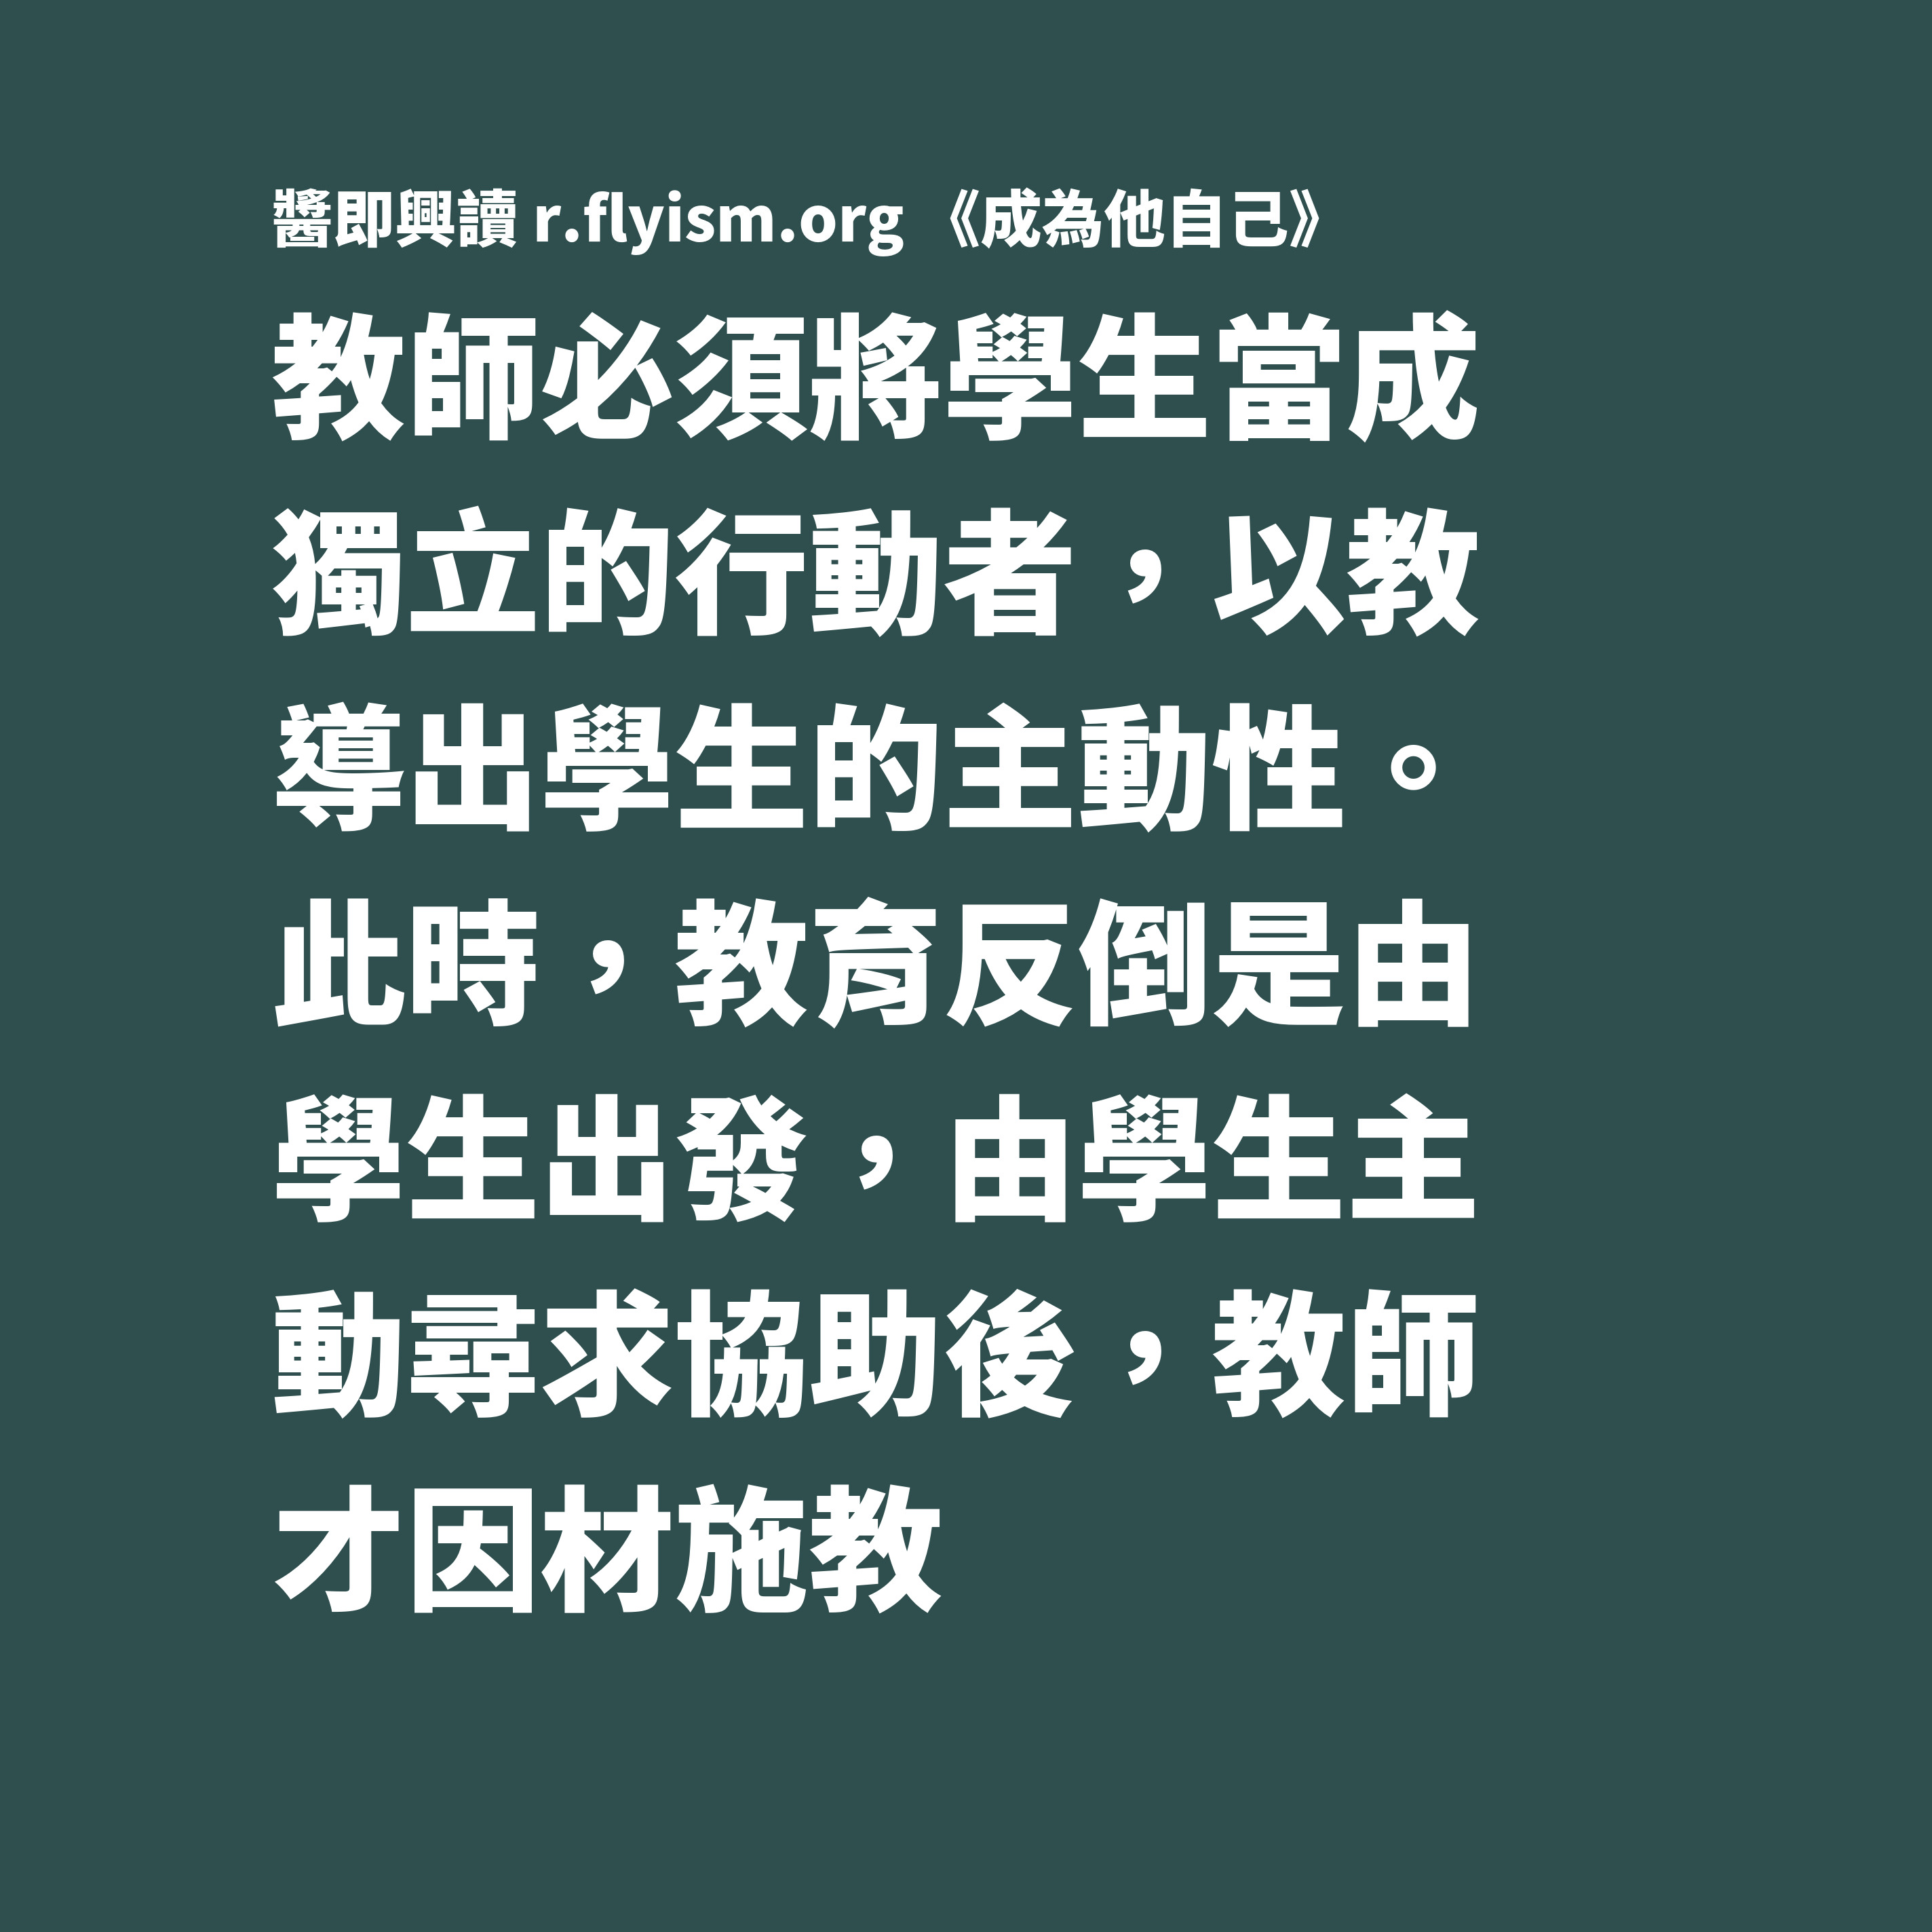 發即與讀 r.flyism.org 《成為他自己》
教師必須將學生當成
獨立的行動者，以教
導出學生的主動性。
此時，教育反倒是由
學生出發，由學生主
動尋求協助後，教師
才因材施教